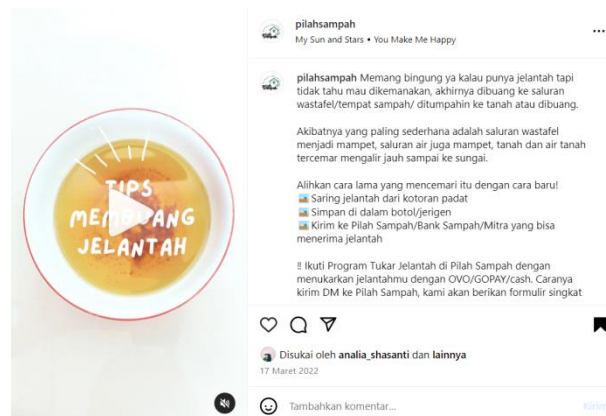 TIPS
MEMBUANG
JELANTAH
pilahsampah
My Sun and Stars • You Make Me Happy
pilahsampah Memang bingung ya kalau punya jelantah tapi
tidak tahu mau dikemanakan, akhirnya dibuang ke saluran
wastafel/tempat sampah/ ditumpahin ke tanah atau dibuang.
Akibatnya yang paling sederhana adalah saluran wastafel
menjadi mampet, saluran air juga mampet, tanah dan air tanah
tercemar mengalir jauh sampai ke sungai.
Alihkan cara lama yang mencemari itu dengan cara baru!
Saring jelantah dari kotoran padat
Simpan di dalam botol/jerigen
Kirim ke Pilah Sampah/Bank Sampah/Mitra yang bisa
menerima jelantah
‼ Ikuti Program Tukar Jelantah di Pilah Sampah dengan
menukarkan jelantahmu dengan OVO/GOPAY/cash. Caranya
kirim DM ke Pilah Sampah, kami akan berikan formulir singkat
Disukai oleh analia_shasanti dan lainnya
17 Maret 2022
Tambahkan komentar...
Kirim